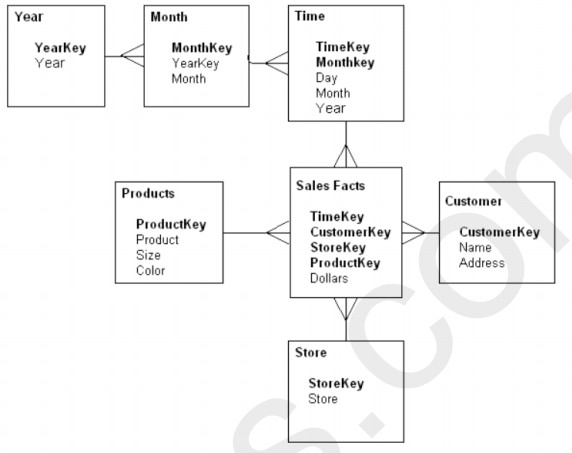 Year
YearKey
Year
Month
MonthKey
YearKey
Month
Time
TimeKey
Monthkey
Day
Month
Year
Products
ProductKey
Product
Size
Color
Sales Facts
TimeKey
CustomerKey
StoreKey
ProductKey
Dollars
Customer
CustomerKey
Name
Address
Store
StoreKey
Store
s.com